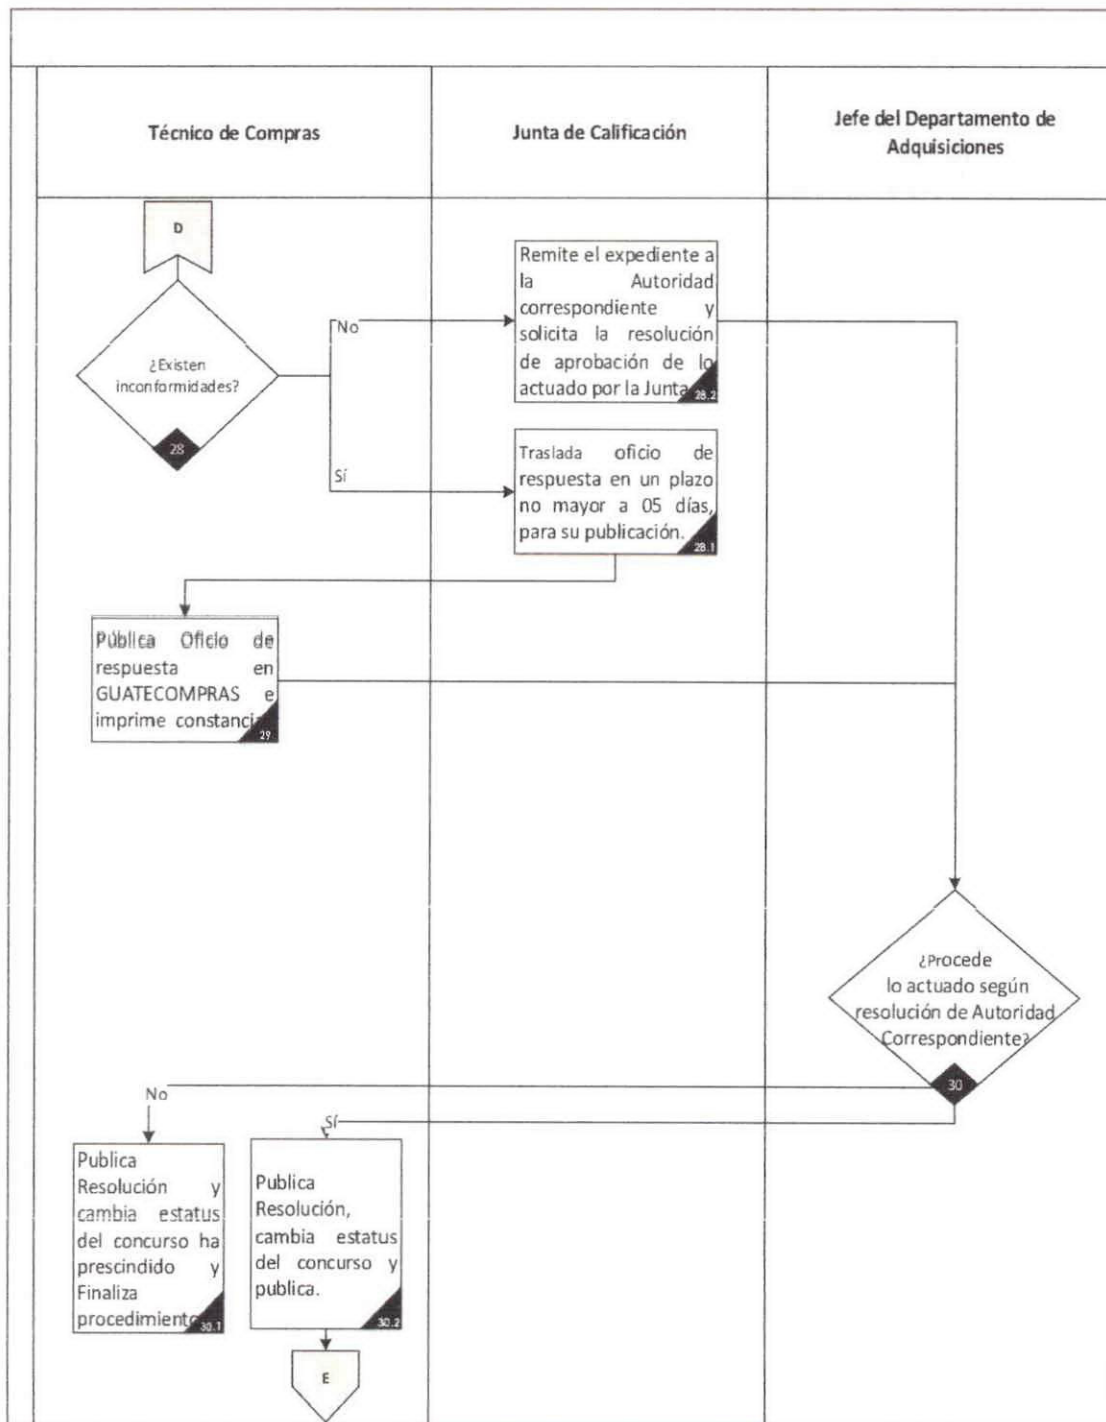 Técnico de Compras
Junta de Calificación
Jefe del Departamento de
Adquisiciones
D
¿Existen
inconformidades?
28
No
Sí
Remite el expediente a
la Autoridad
correspondiente y
solicita la resolución
de aprobación de lo
actuado por la Junta
28.2
Traslada oficio de
respuesta en un plazo
no mayor a 05 días,
para su publicación.
28.1
Pública Oficio de
respuesta en
GUATECOMPRAS e
imprime constancia
29
¿Procede
lo actuado según
resolución de Autoridad
Correspondiente?
30
No
Sí
Publica
Resolución y
cambia estatus
del concurso ha
prescindido y
Finaliza
procedimiento
30.1
Publica
Resolución,
cambia estatus
del concurso y
publica.
30.2
E